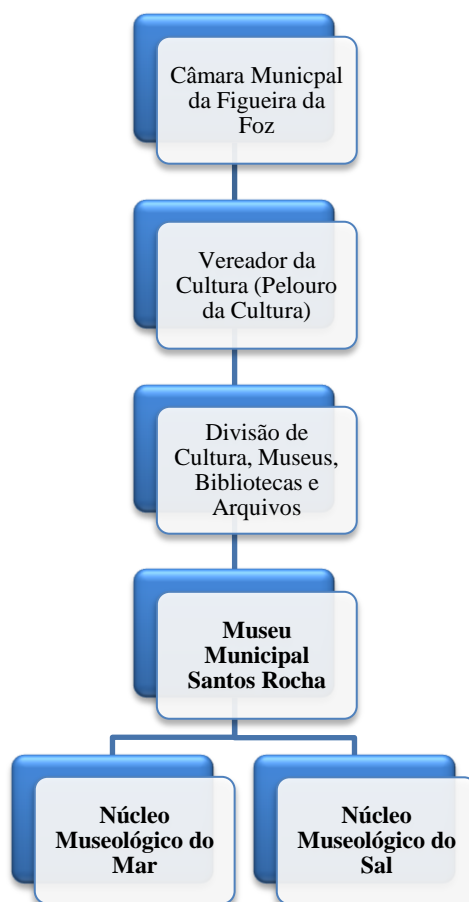 Câmara Municpal
da Figueira da
Foz
Vereador da
Cultura (Pelouro
da Cultura)
Divisão de
Cultura, Museus,
Bibliotecas e
Arquivos
Museu
Municipal
Santos Rocha
Núcleo
Museológico do
Mar
Núcleo
Museológico do
Sal